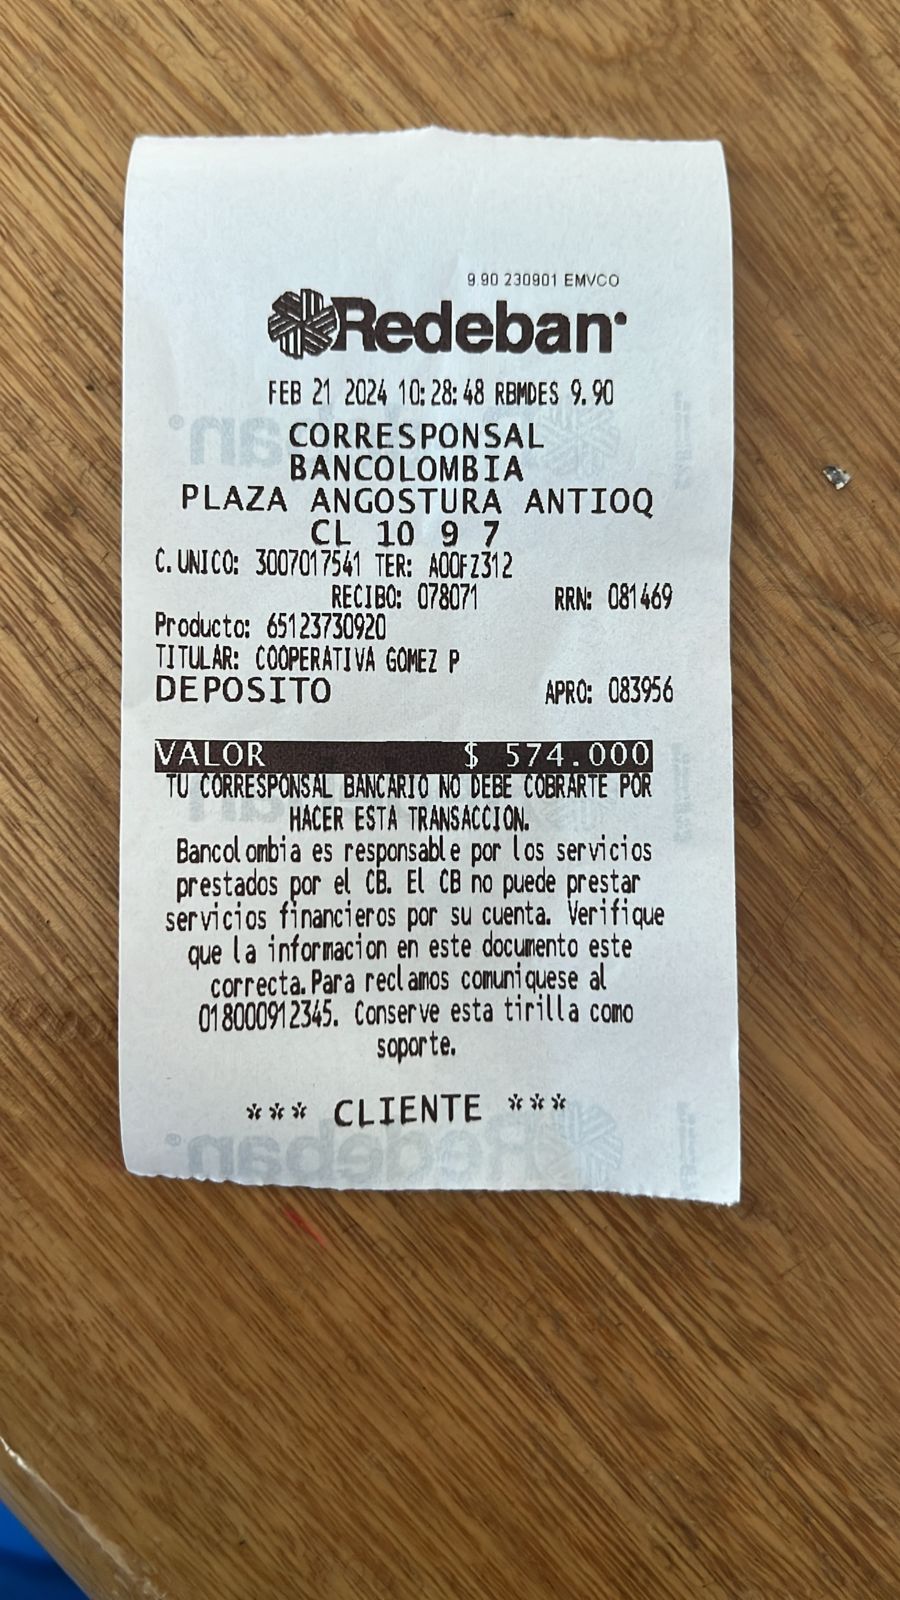 9.90 230901 EMVCO
Redeban
FEB 21 2024 10:28:48 RBMDES 9.90
CORRESPONSAL
BANCOLOMBIA
PLAZA ANGOSTURA ANTIOQ
CL 10 9 7
C. UNICO: 3007017541 TER: A00FZ312
RECIBO: 078071 RRN: 081469
Producto: 65123730920
TITULAR: COOPERATIVA GOMEZ P
DEPOSITO APRO: 083956
VALOR $ 574.000
TU CORRESPONSAL BANCARIO NO DEBE COBRARTE POR
HACER ESTA TRANSACCION.
Bancolombia es responsable por los servicios
prestados por el CB. El CB no puede prestar
servicios financieros por su cuenta. Verifique
que la informacion en este documento este
correcta. Para reclamos comuniquese al
018000912345. Conserve esta tirilla como
soporte.
*** CLIENTE ***